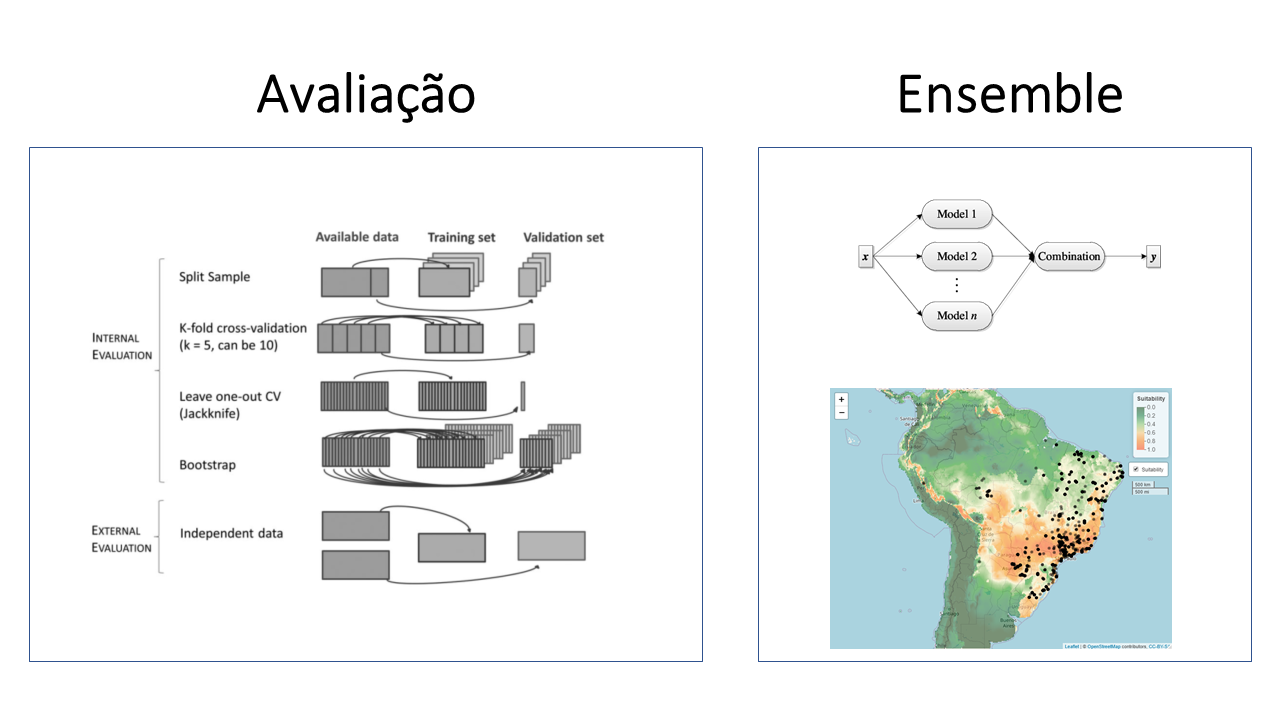 Avaliação
Available data Training set Validation set
Split Sample
K-fold cross-validation
(k = 5, can be 10)
INTERNAL
EVALUATION
Leave one-out CV
(Jackknife)
Bootstrap
EXTERNAL
EVALUATION
Independent data
Ensemble
Model 1
x
Model 2
Combination
y
⋮
Model n
+
−
Suitability
0.0
0.2
0.4
0.6
0.8
1.0
Suitability
500 km
500 mi
Buenos
Aires
Leaflet | © OpenStreetMap contributors, CC-BY-S